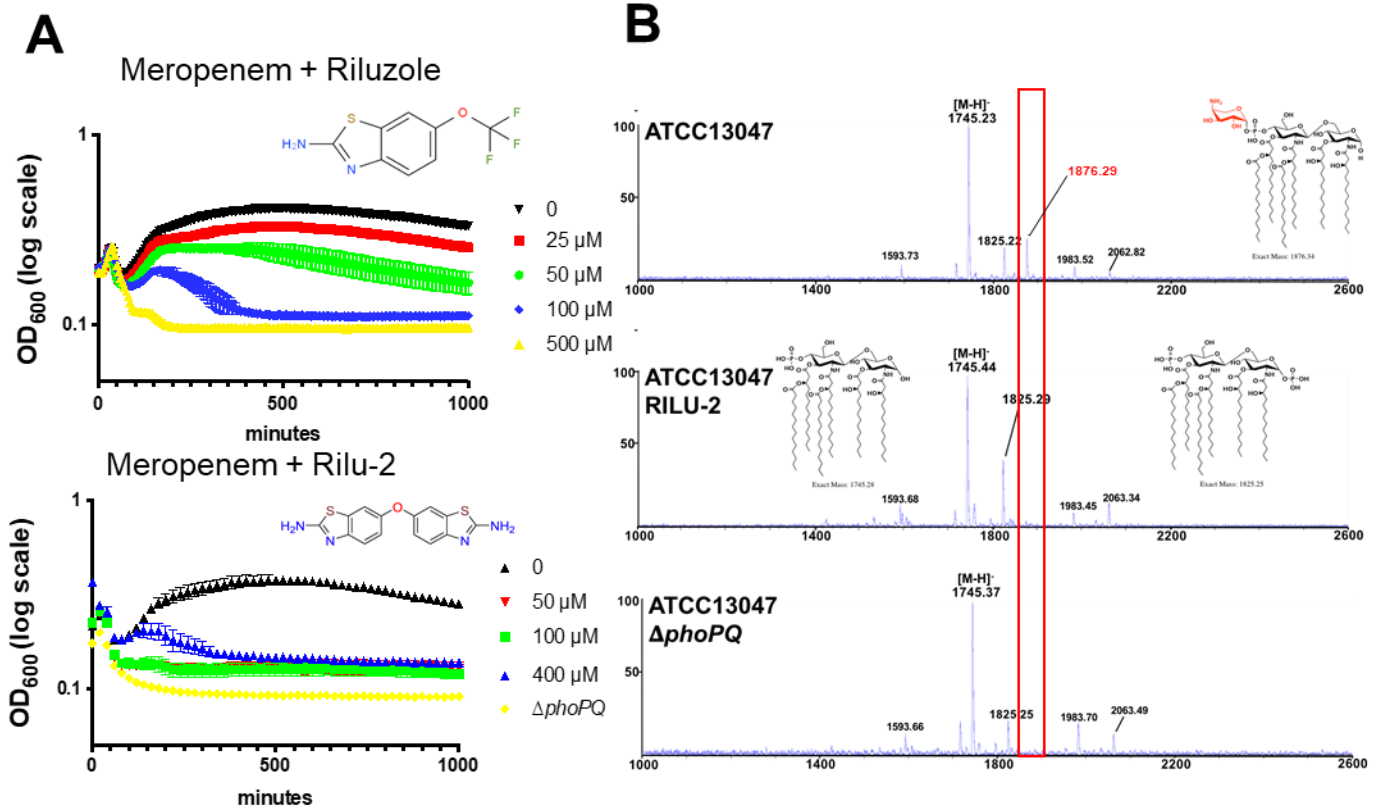 A
Meropenem + Riluzole
S
O
F
F
F
H₂N
N
1
0.1
OD₆₀₀ (log scale)
0
25 µM
50 µM
100 µM
500 µM
0
500
1000
minutes
Meropenem + Rilu-2
H₂N
S
N
O
S
N
NH₂
1
0.1
OD₆₀₀ (log scale)
0
50 µM
100 µM
400 µM
ΔphoPQ
0
500
1000
minutes
B
ATCC13047
[M-H]⁻
1745.23
1876.29
1825.22
1593.73
1983.52
2062.82
100
50
1000
1400
1800
2200
2600
Exact Mass: 1876.34
ATCC13047
RILU-2
[M-H]⁻
1745.44
1825.29
1593.68
1983.45
2063.34
100
50
1000
1400
1800
2200
2600
Exact Mass: 1745.28
Exact Mass: 1825.25
ATCC13047
ΔphoPQ
[M-H]⁻
1745.37
1593.66
1825.25
1983.70
2063.49
100
50
1000
1400
1800
2200
2600